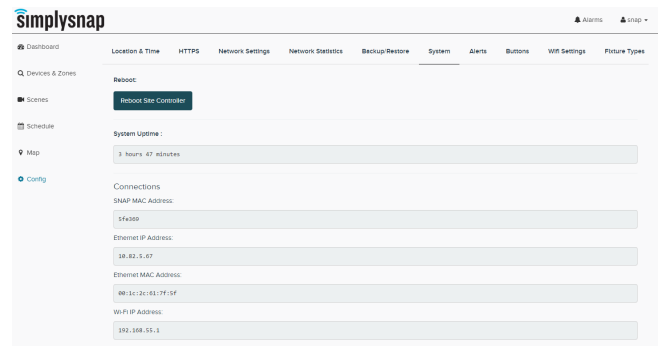 simplysnap
Alarms
snap
Dashboard
Devices & Zones
Scenes
Schedule
Map
Config
Location & Time
HTTPS
Network Settings
Network Statistics
Backup/Restore
System
Alerts
Buttons
Wifi Settings
Fixture Types
Reboot:
Reboot Site Controller
System Uptime :
3 hours 47 minutes
Connections
SNAP MAC Address:
5fe369
Ethernet IP Address:
10.82.5.67
Ethernet MAC Address:
00:1c:2c:61:7f:5f
Wi-Fi IP Address:
192.168.55.1